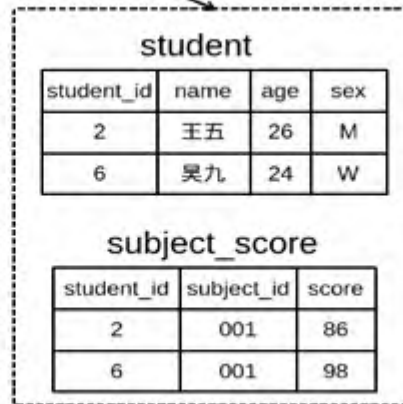 student
student_id name age sex
2 王五 26 M
6 吴九 24 W
subject_score
student_id subject_id score
2 001 86
6 001 98